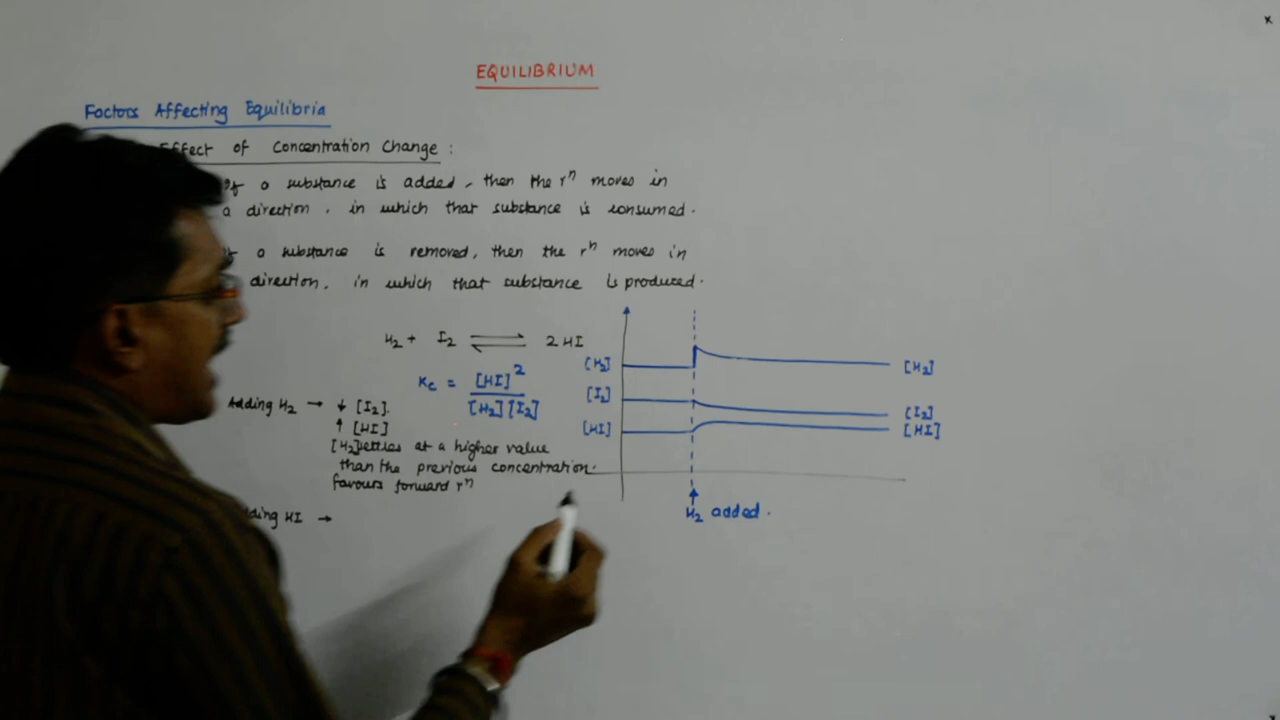 EQUILIBRIUM
Factors Affecting Equilibria
Effect of Concentration Change :
If a substance is added, then the rⁿ moves in
a direction, in which that substance is consumed.
a substance is removed, then the rⁿ moves in
direction, in which that substance is produced.
H₂ + I₂ ⇌ 2 HI
Kc = [HI]² / [H₂][I₂]
Adding H₂ → ↓ [I₂].
↑ [HI]
[H₂] settles at a higher value
than the previous concentration.
favours forward rⁿ
HI →
[H₂] [H₂]
[I₂] [I₂]
[HI] [HI]
H₂ added.